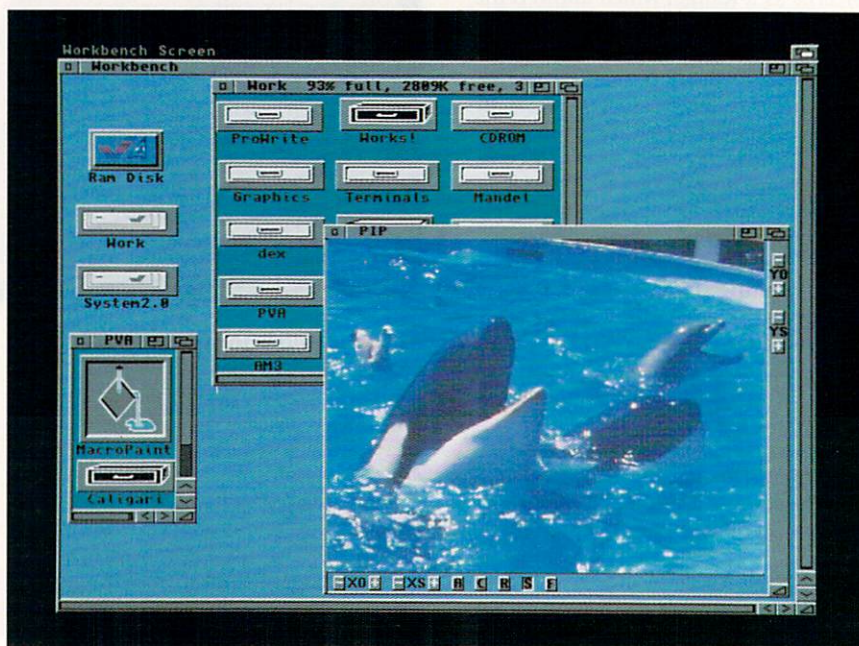 Workbench Screen
Workbench
Work 93% full, 2809K free, 3
ProWrite Works! CDROM
Ram Disk
Graphics Terminals Mandel
Work
dex
PIP
YO
System2.0
PVA
YS
PVA
AM3
MacroPaint
Caligari
XO XS A C R S F